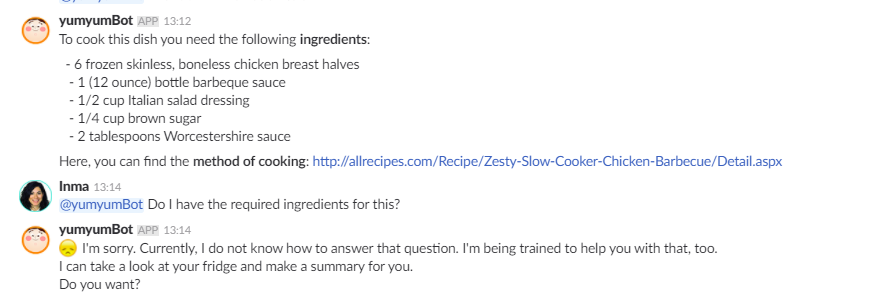 yumyumBot APP 13:12
To cook this dish you need the following ingredients:
- 6 frozen skinless, boneless chicken breast halves
- 1 (12 ounce) bottle barbeque sauce
- 1/2 cup Italian salad dressing
- 1/4 cup brown sugar
- 2 tablespoons Worcestershire sauce
Here, you can find the method of cooking: http://allrecipes.com/Recipe/Zesty-Slow-Cooker-Chicken-Barbecue/Detail.aspx
Inma 13:14
@yumyumBot Do I have the required ingredients for this?
yumyumBot APP 13:14
I'm sorry. Currently, I do not know how to answer that question. I'm being trained to help you with that, too.
I can take a look at your fridge and make a summary for you.
Do you want?